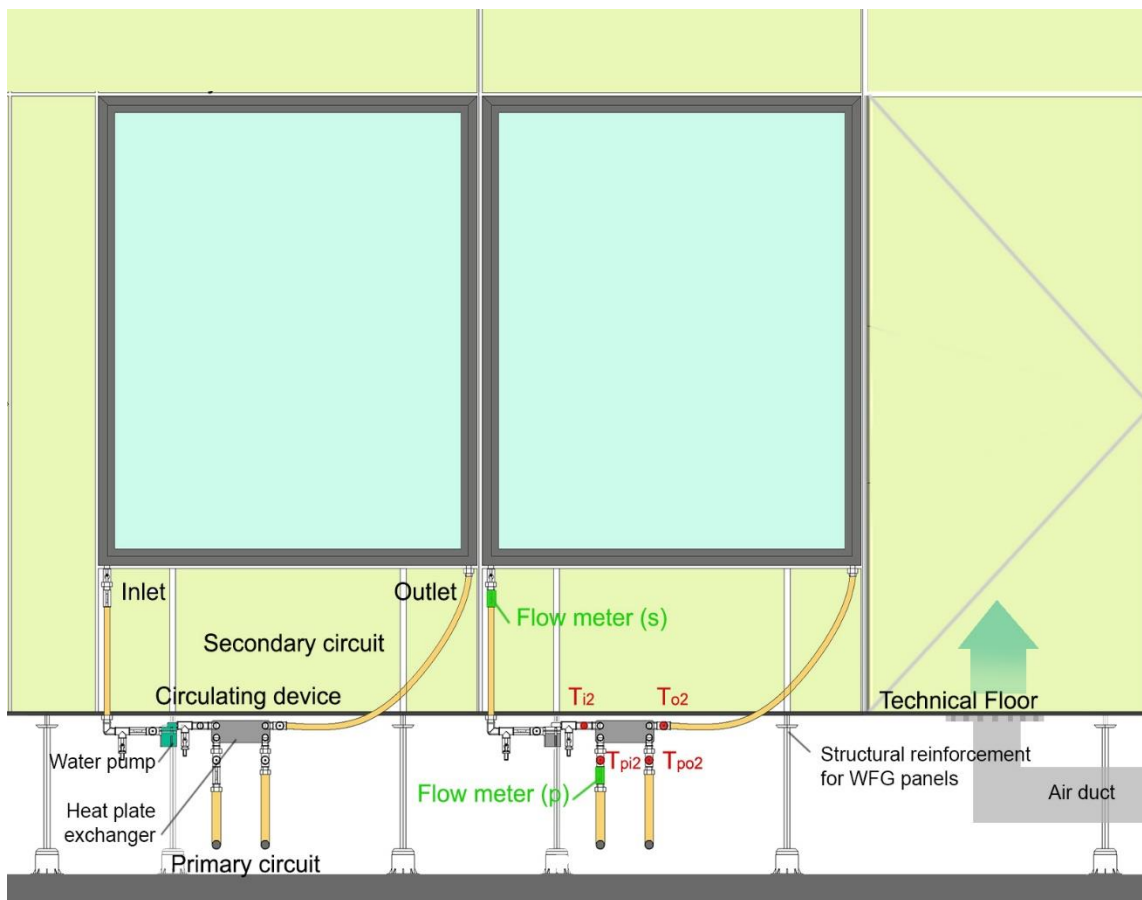 Inlet
Outlet
Flow meter (s)
Secondary circuit
Circulating device
Ti2
To2
Technical Floor
Water pump
Tpi2
Tpo2
Structural reinforcement
for WFG panels
Flow meter (p)
Air duct
Heat plate
exchanger
Primary circuit